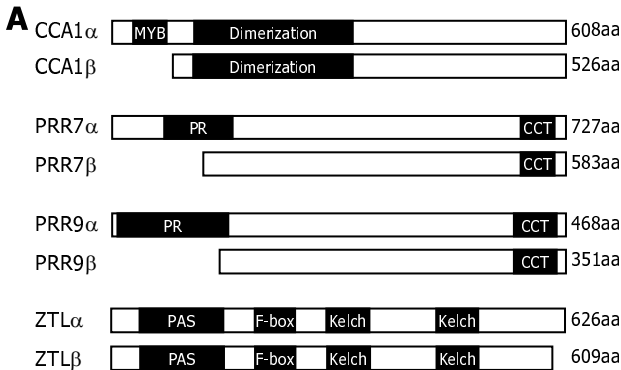 A
CCA1α MYB Dimerization 608aa
CCA1β Dimerization 526aa
PRR7α PR CCT 727aa
PRR7β CCT 583aa
PRR9α PR CCT 468aa
PRR9β CCT 351aa
ZTLα PAS F-box Kelch Kelch 626aa
ZTLβ PAS F-box Kelch Kelch 609aa